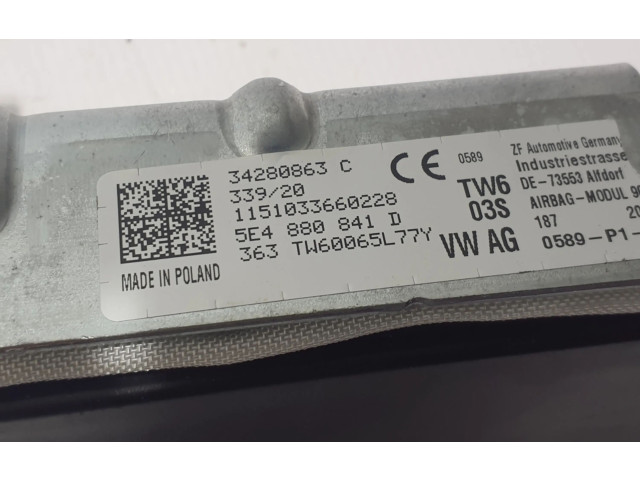 34280863 C
339/20
1151033660228
5E4 880 841 D
363 TW60065L77Y
MADE IN POLAND
CE 0589
TW6
03S
VW AG
ZF Automotive Germany
Industriestrasse
DE-73553 Alfdorf
AIRBAG-MODUL
187
0589-P1-